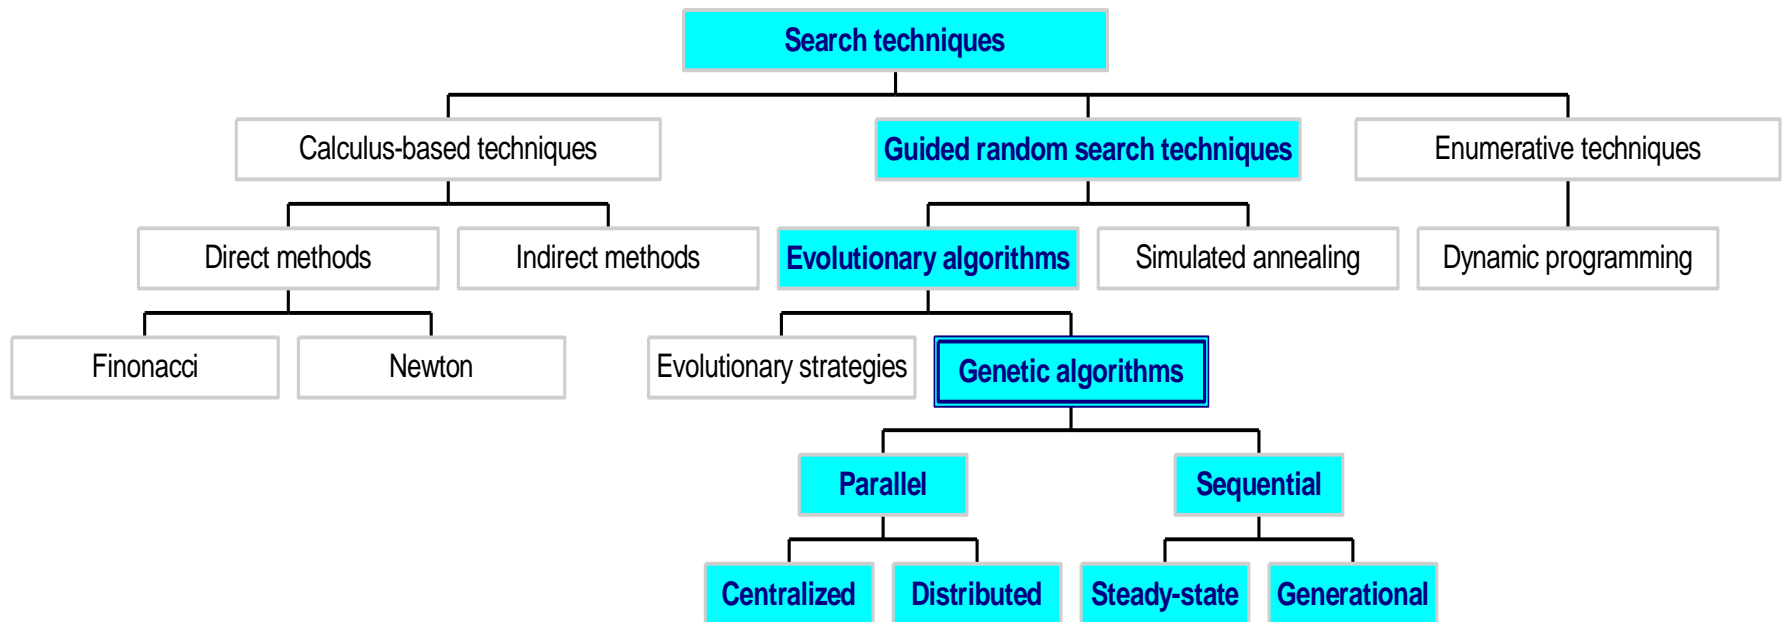 Search techniques
Calculus-based techniques
Guided random search techniques
Enumerative techniques
Direct methods
Indirect methods
Evolutionary algorithms
Simulated annealing
Dynamic programming
Finonacci
Newton
Evolutionary strategies
Genetic algorithms
Parallel
Sequential
Centralized
Distributed
Steady-state
Generational